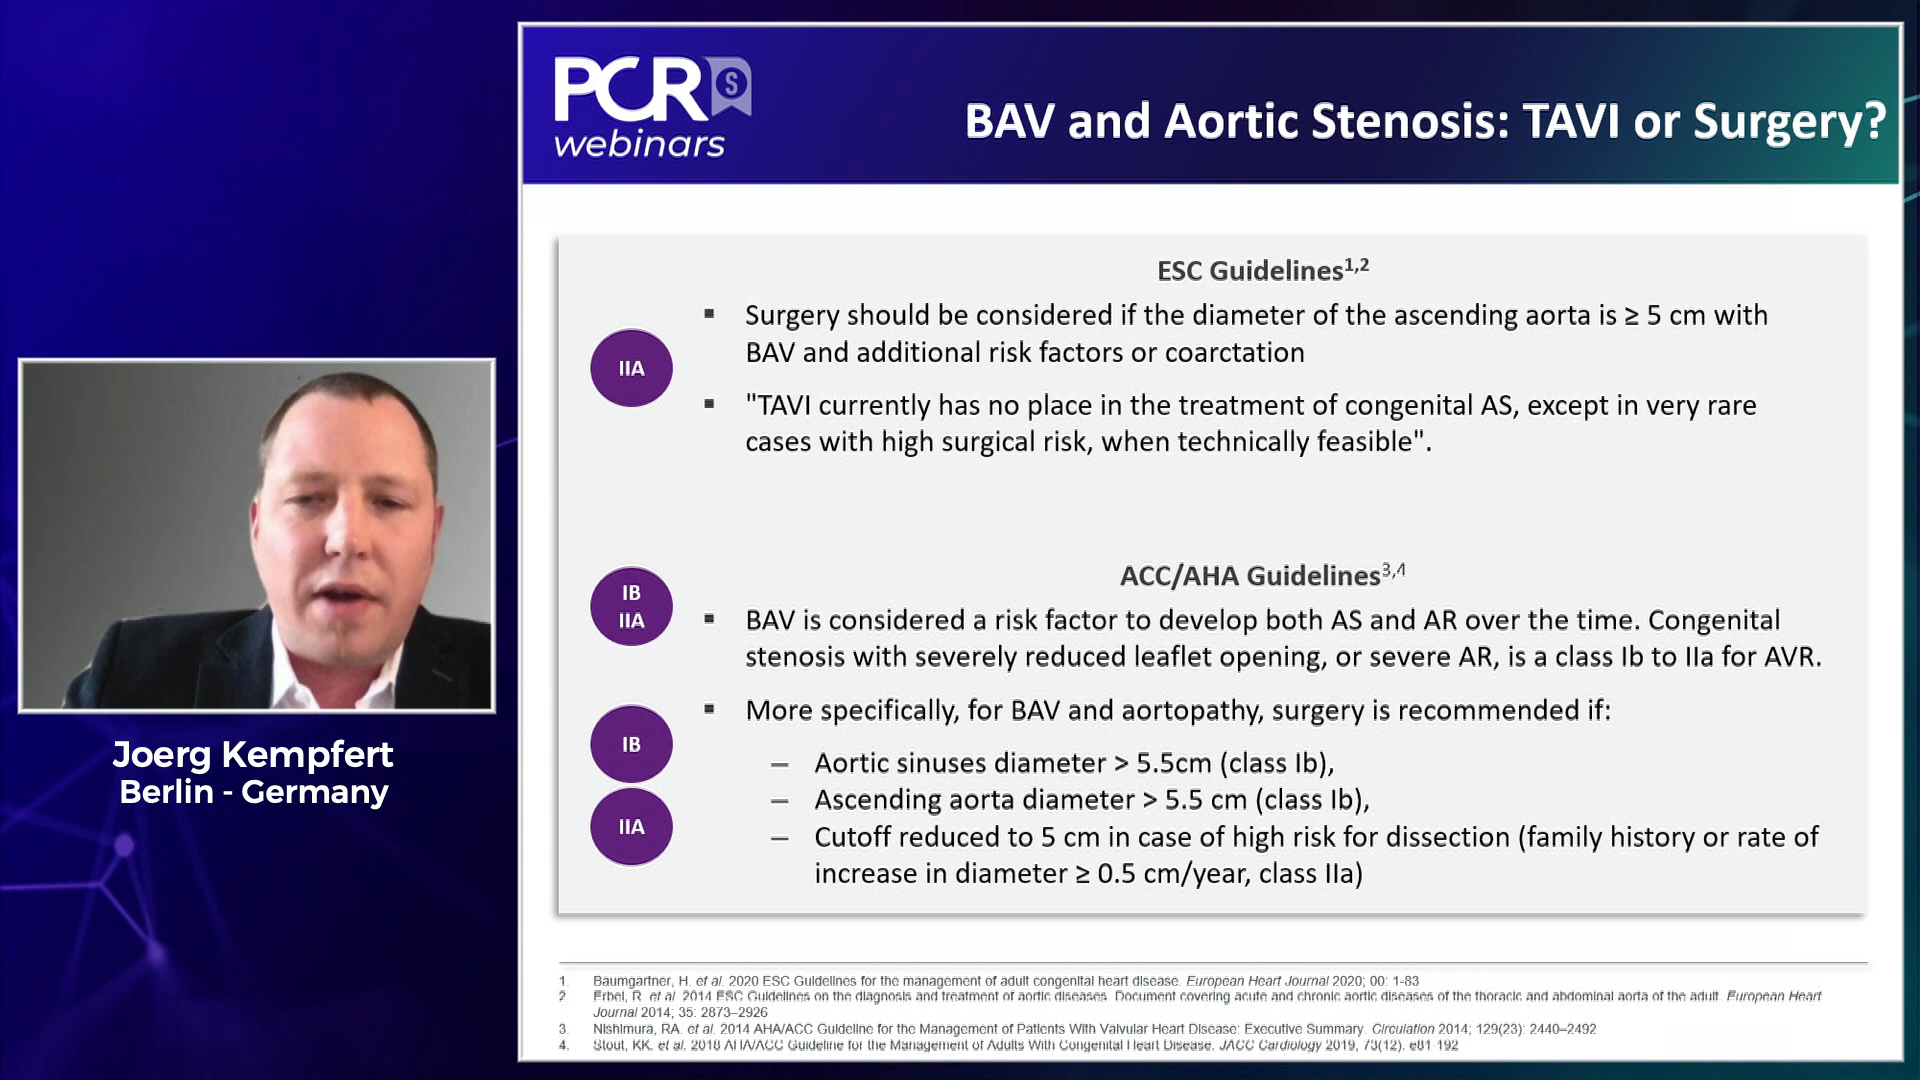 PCR S
webinars
BAV and Aortic Stenosis: TAVI or Surgery?
ESC Guidelines1,2
IIA
▪ Surgery should be considered if the diameter of the ascending aorta is ≥ 5 cm with
BAV and additional risk factors or coarctation
▪ "TAVI currently has no place in the treatment of congenital AS, except in very rare
cases with high surgical risk, when technically feasible".
ACC/AHA Guidelines3,4
IB
IIA
▪ BAV is considered a risk factor to develop both AS and AR over the time. Congenital
stenosis with severely reduced leaflet opening, or severe AR, is a class Ib to IIa for AVR.
▪ More specifically, for BAV and aortopathy, surgery is recommended if:
IB
– Aortic sinuses diameter > 5.5cm (class Ib),
– Ascending aorta diameter > 5.5 cm (class Ib),
IIA
– Cutoff reduced to 5 cm in case of high risk for dissection (family history or rate of
increase in diameter ≥ 0.5 cm/year, class IIa)
Joerg Kempfert
Berlin - Germany
1. Baumgartner, H. et al. 2020 ESC Guidelines for the management of adult congenital heart disease. European Heart Journal 2020; 00: 1-83
2. Erbel, R. et al. 2014 ESC Guidelines on the diagnosis and treatment of aortic diseases. Document covering acute and chronic aortic diseases of the thoracic and abdominal aorta of the adult. European Heart
Journal 2014; 35: 2873–2926
3. Nishimura, RA. et al. 2014 AHA/ACC Guideline for the Management of Patients With Valvular Heart Disease: Executive Summary. Circulation 2014; 129(23): 2440–2492
4. Stout, KK. et al. 2018 AHA/ACC Guideline for the Management of Adults With Congenital Heart Disease. JACC Cardiology 2019, 73(12). e81-192